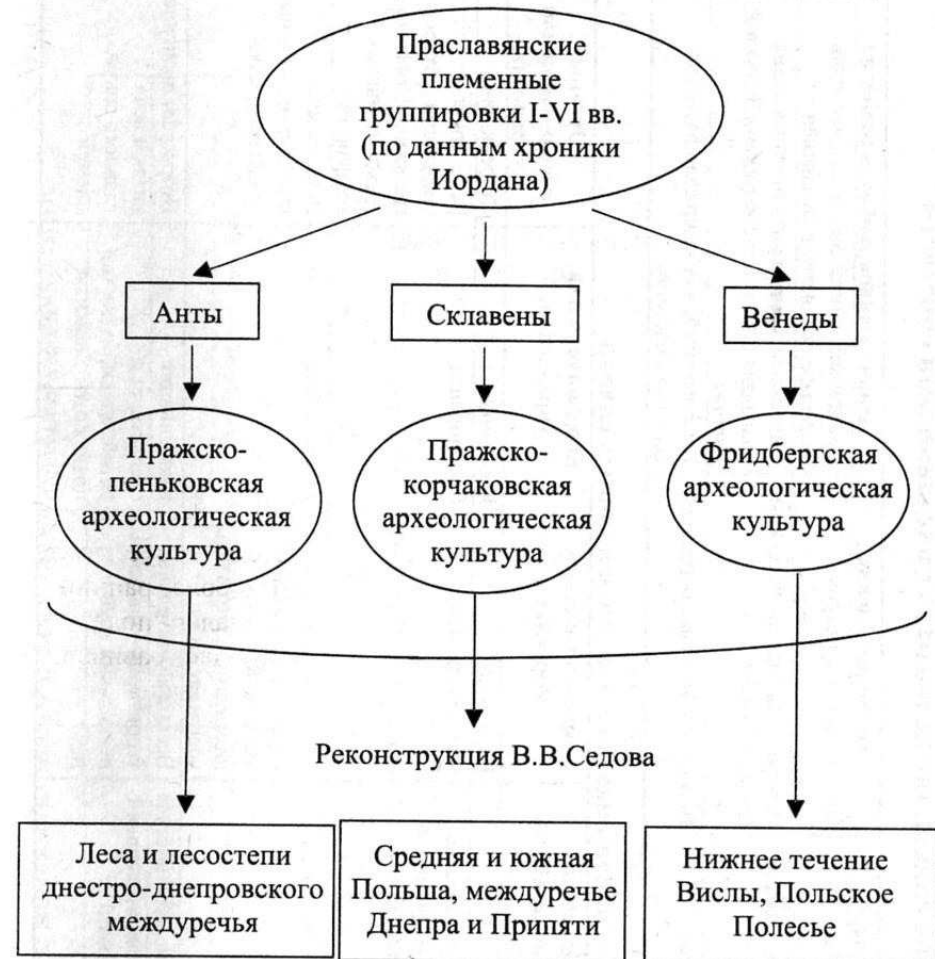 Праславянские
племенные
группировки I-VI вв.
(по данным хроники
Иордана)
Анты
Склавены
Венеды
Пражско-
пеньковская
археологическая
культура
Пражско-
корчаковская
археологическая
культура
Фридбергская
археологическая
культура
Реконструкция В.В.Седова
Леса и лесостепи
днестро-днепровского
междуречья
Средняя и южная
Польша, междуречье
Днепра и Припяти
Нижнее течение
Вислы, Польское
Полесье